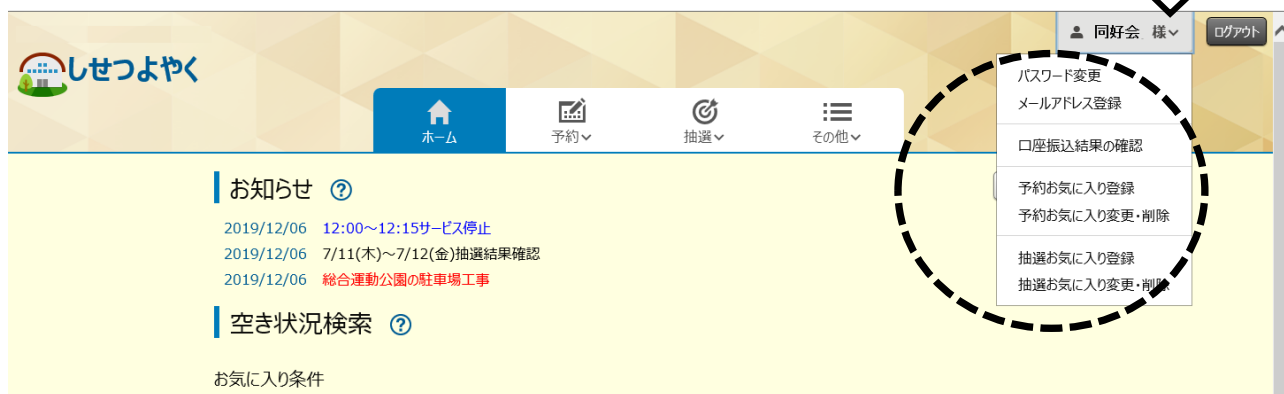 同好会 様
ログアウト
しせつよやく
ホーム
予約
抽選
その他
パスワード変更
メールアドレス登録
口座振込結果の確認
予約お気に入り登録
予約お気に入り変更・削除
抽選お気に入り登録
抽選お気に入り変更・削除
お知らせ ?
2019/12/06 12:00～12:15サービス停止
2019/12/06 7/11(木)～7/12(金)抽選結果確認
2019/12/06 総合運動公園の駐車場工事
空き状況検索 ?
お気に入り条件